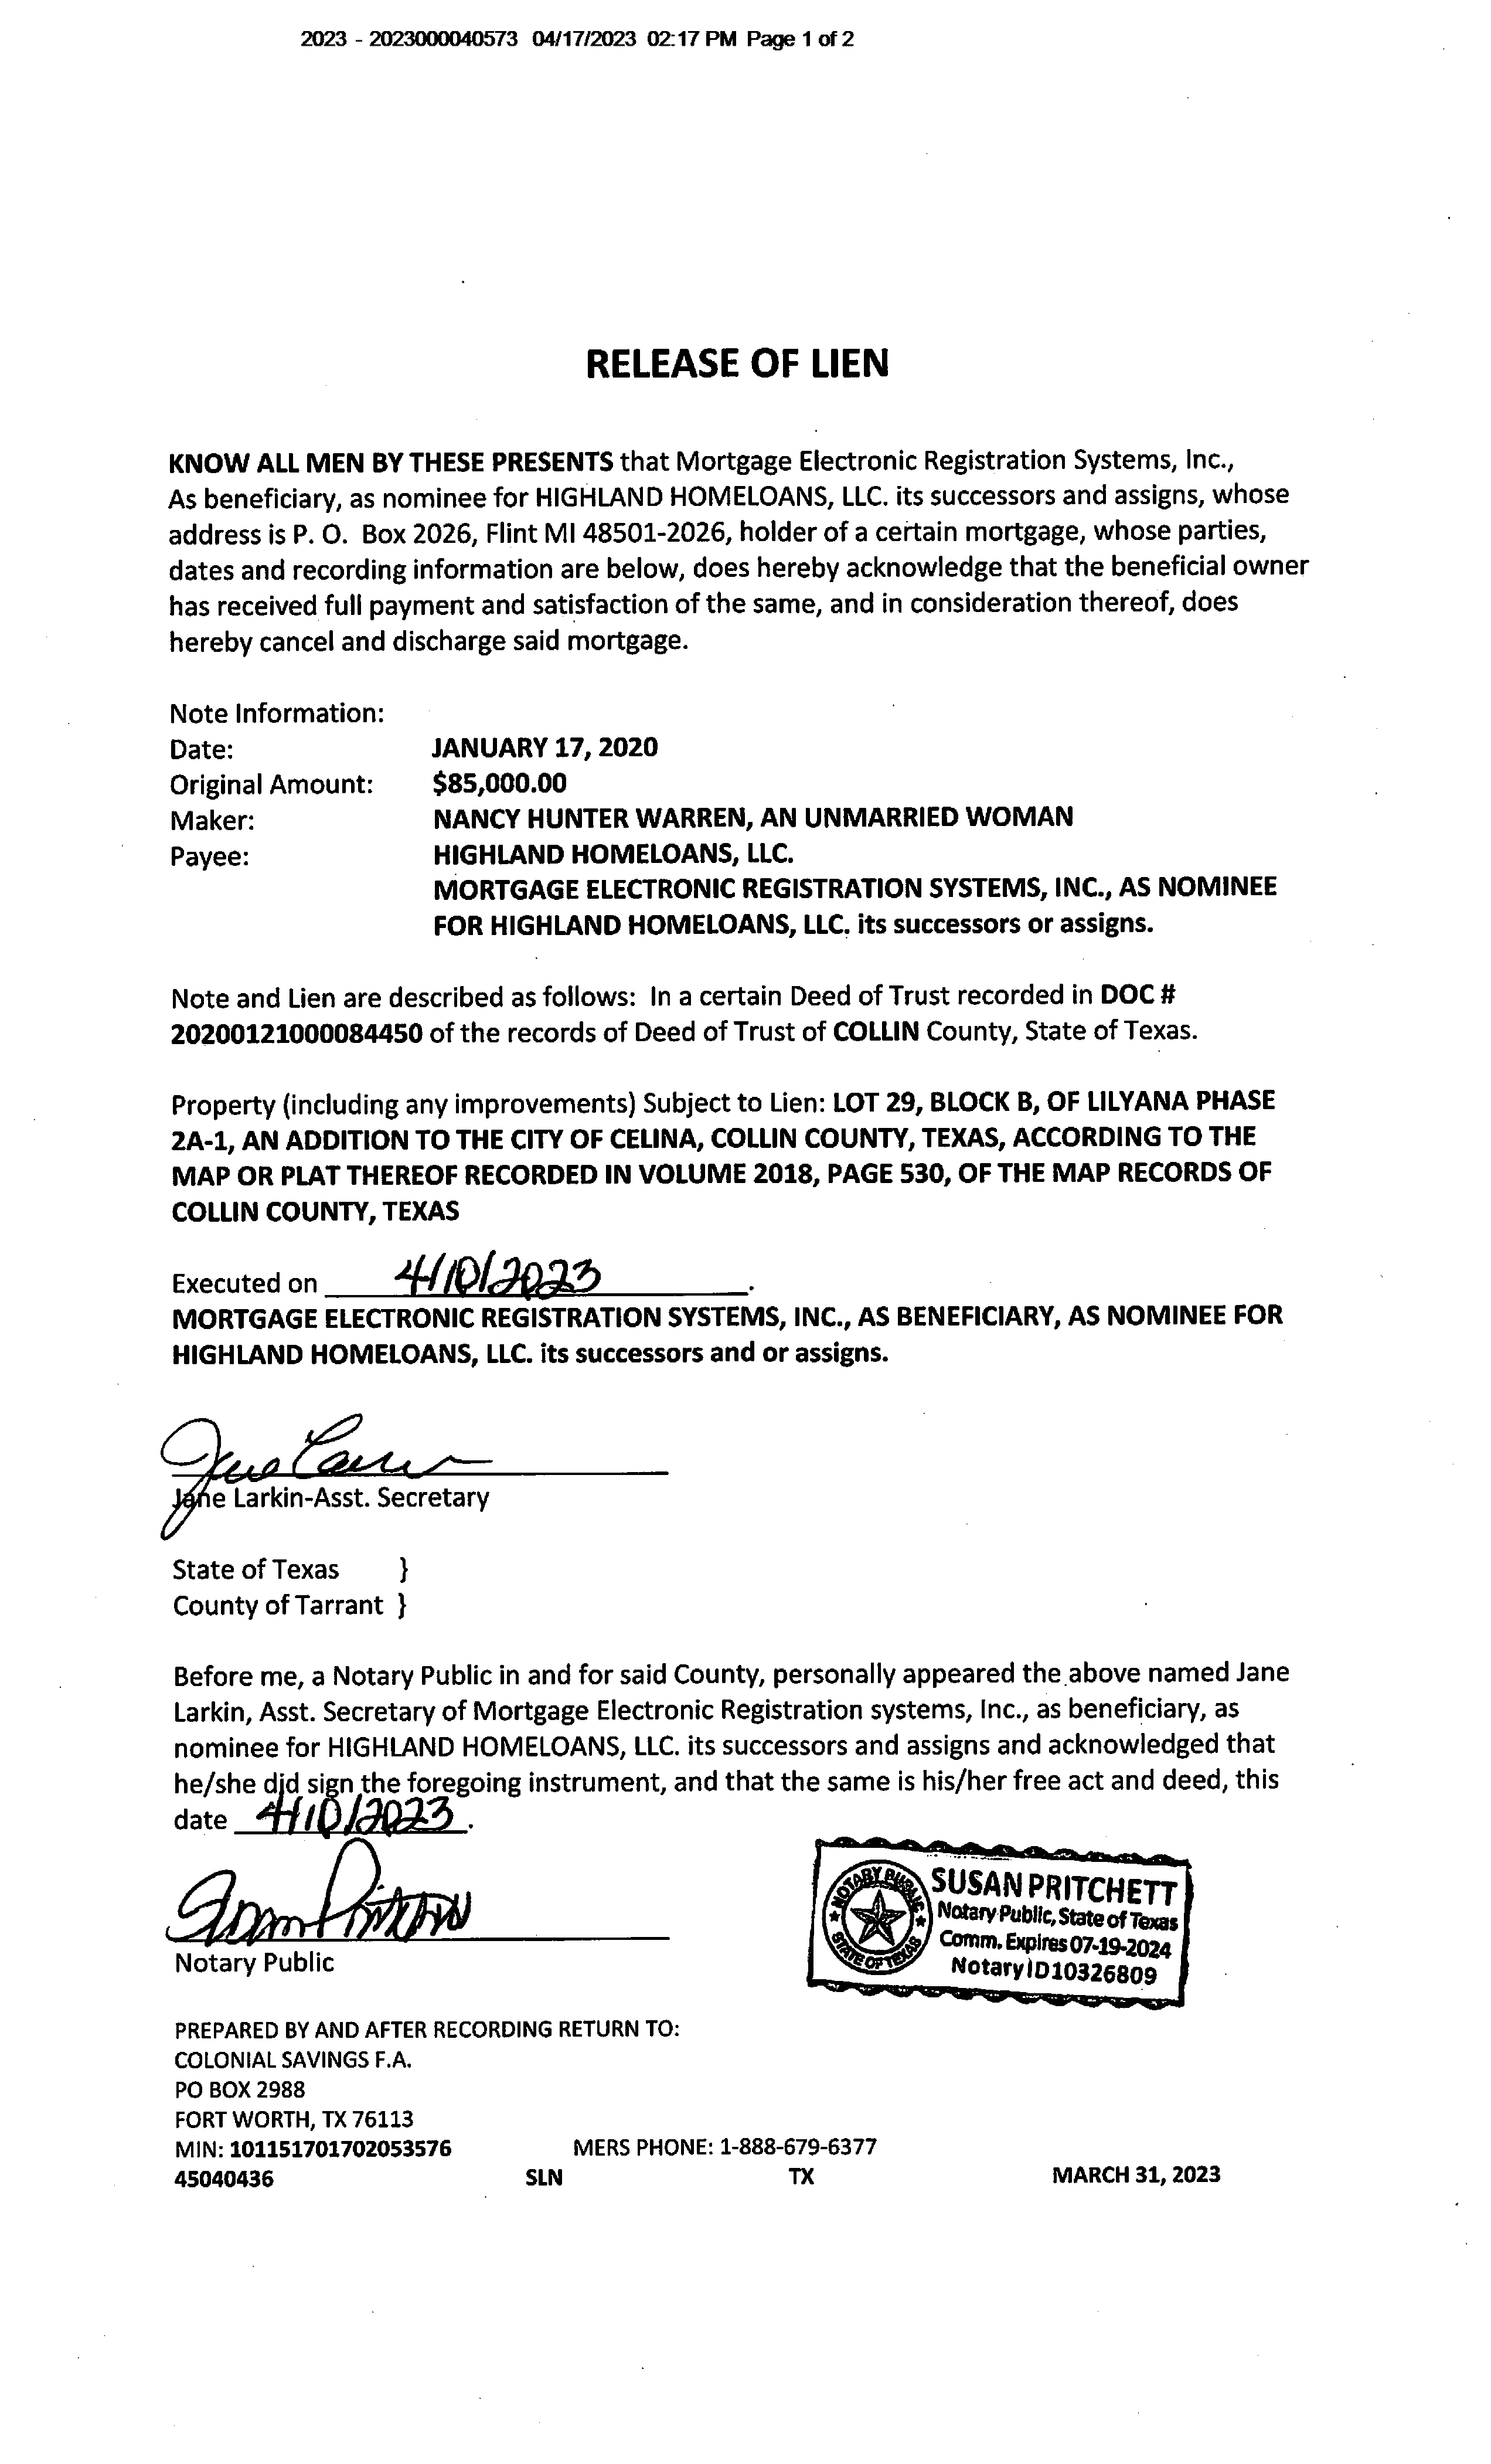 2023 - 2023000040573 04/17/2023 02:17 PM Page 1 of 2
RELEASE OF LIEN
KNOW ALL MEN BY THESE PRESENTS that Mortgage Electronic Registration Systems, Inc.,
As beneficiary, as nominee for HIGHLAND HOMELOANS, LLC. its successors and assigns, whose
address is P. O. Box 2026, Flint MI 48501-2026, holder of a certain mortgage, whose parties,
dates and recording information are below, does hereby acknowledge that the beneficial owner
has received full payment and satisfaction of the same, and in consideration thereof, does
hereby cancel and discharge said mortgage.
Note Information:
Date: JANUARY 17, 2020
Original Amount: $85,000.00
Maker: NANCY HUNTER WARREN, AN UNMARRIED WOMAN
Payee: HIGHLAND HOMELOANS, LLC.
MORTGAGE ELECTRONIC REGISTRATION SYSTEMS, INC., AS NOMINEE
FOR HIGHLAND HOMELOANS, LLC. its successors or assigns.
Note and Lien are described as follows: In a certain Deed of Trust recorded in DOC #
20200121000084450 of the records of Deed of Trust of COLLIN County, State of Texas.
Property (including any improvements) Subject to Lien: LOT 29, BLOCK B, OF LILYANA PHASE
2A-1, AN ADDITION TO THE CITY OF CELINA, COLLIN COUNTY, TEXAS, ACCORDING TO THE
MAP OR PLAT THEREOF RECORDED IN VOLUME 2018, PAGE 530, OF THE MAP RECORDS OF
COLLIN COUNTY, TEXAS
Executed on 4/10/2023.
MORTGAGE ELECTRONIC REGISTRATION SYSTEMS, INC., AS BENEFICIARY, AS NOMINEE FOR
HIGHLAND HOMELOANS, LLC. its successors and or assigns.
Jane Larkin-Asst. Secretary
State of Texas }
County of Tarrant }
Before me, a Notary Public in and for said County, personally appeared the above named Jane
Larkin, Asst. Secretary of Mortgage Electronic Registration systems, Inc., as beneficiary, as
nominee for HIGHLAND HOMELOANS, LLC. its successors and assigns and acknowledged that
he/she did sign the foregoing instrument, and that the same is his/her free act and deed, this
date 4/10/2023.
NOTARY PUBLIC
STATE OF TEXAS
SUSAN PRITCHETT
Notary Public, State of Texas
Comm. Expires 07-19-2024
Notary ID 10326809
Notary Public
PREPARED BY AND AFTER RECORDING RETURN TO:
COLONIAL SAVINGS F.A.
PO BOX 2988
FORT WORTH, TX 76113
MIN: 101151701702053576 MERS PHONE: 1-888-679-6377
45040436 SLN TX MARCH 31, 2023